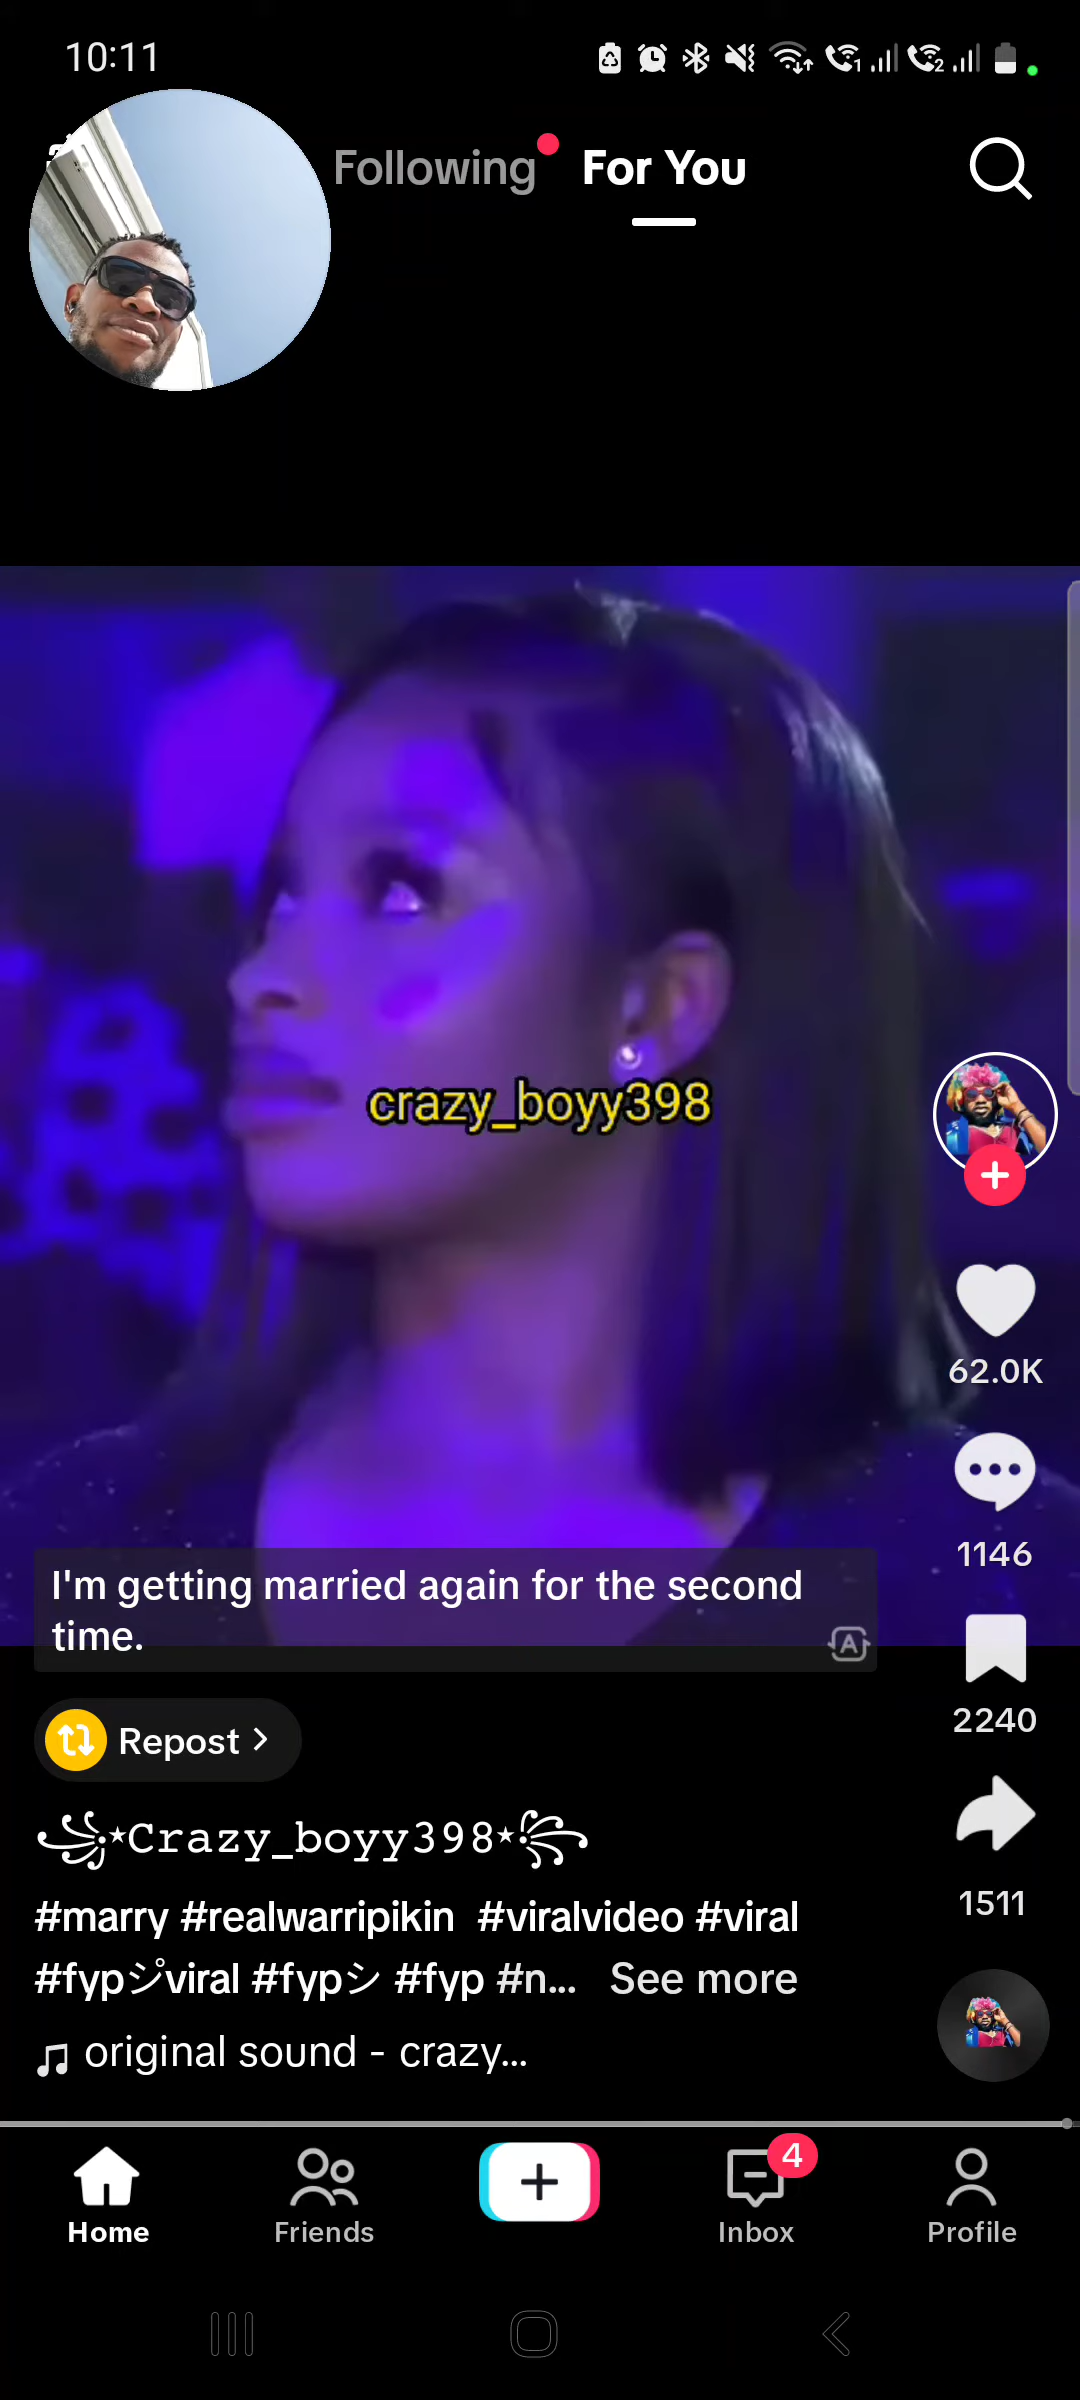 10:11
Following
For You
crazy_boyy398
62.0K
1146
I'm getting married again for the second
time.
2240
Repost >
꧁⋆Crazy_boyy398⋆꧂
1511
#marry #realwarripikin #viralvideo #viral
#fypジviral #fypシ #fyp #n... See more
original sound - crazy...
4
Home
Friends
Inbox
Profile